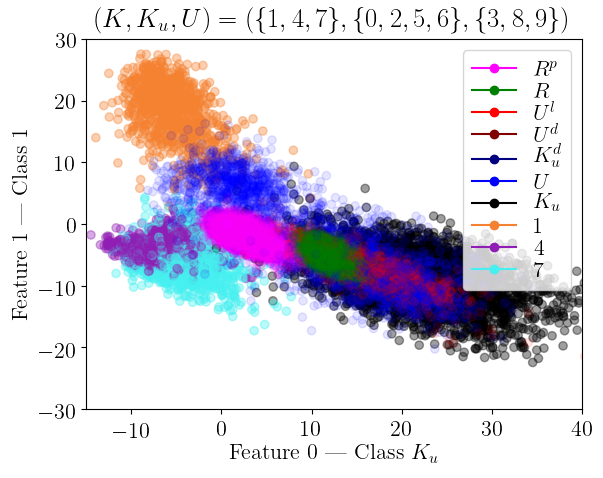 (K, K_u, U) = ({1, 4, 7}, {0, 2, 5, 6}, {3, 8, 9})
30
20
10
0
−10
−20
−30
Feature 1 — Class 1
R^p
R
U^l
U^d
K_u^d
U
K_u
1
4
7
−10
0
10
20
30
40
Feature 0 — Class K_u